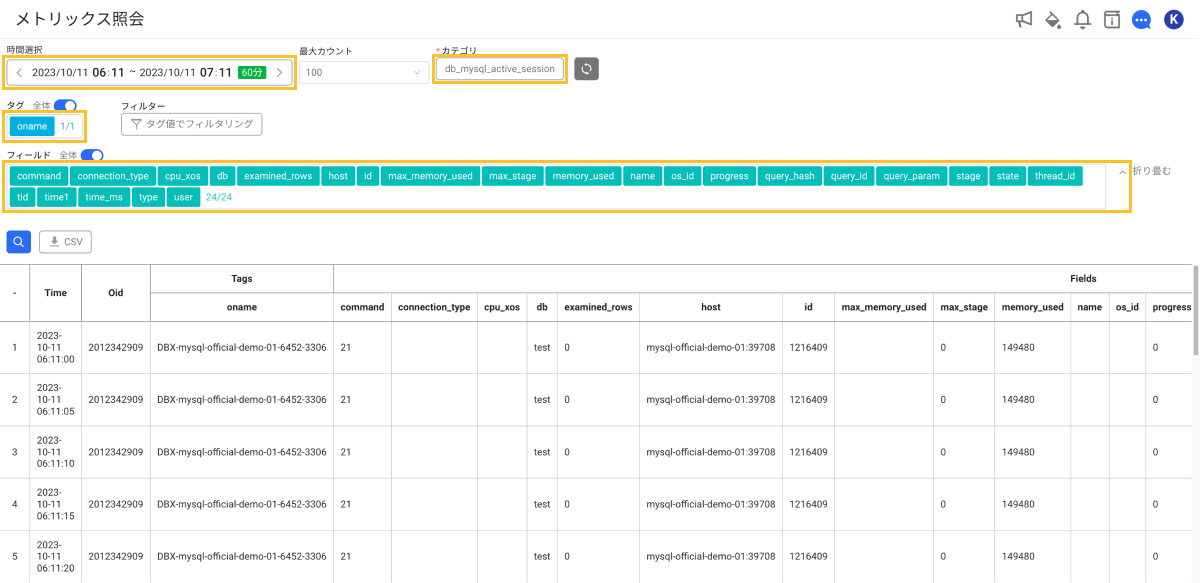 メトリックス照会
K
時間選択
最大カウント
*カテゴリ
2023/10/11 06:11 ~ 2023/10/11 07:11 60分
100
db_mysql_active_session
タグ 全体
フィルター
oname 1/1
タグ値でフィルタリング
フィールド 全体
command connection_type cpu_xos db examined_rows host id max_memory_used max_stage memory_used name os_id progress query_hash query_id query_param stage state thread_id
折り畳む
tid time1 time_ms type user 24/24
CSV
- Time Oid Tags Fields
oname command connection_type cpu_xos db examined_rows host id max_memory_used max_stage memory_used name os_id progress
1 2023-10-11 06:11:00 2012342909 DBX-mysql-official-demo-01-6452-3306 21 test 0 mysql-official-demo-01:39708 1216409 0 149480 0
2 2023-10-11 06:11:05 2012342909 DBX-mysql-official-demo-01-6452-3306 21 test 0 mysql-official-demo-01:39708 1216409 0 149480 0
3 2023-10-11 06:11:10 2012342909 DBX-mysql-official-demo-01-6452-3306 21 test 0 mysql-official-demo-01:39708 1216409 0 149480 0
4 2023-10-11 06:11:15 2012342909 DBX-mysql-official-demo-01-6452-3306 21 test 0 mysql-official-demo-01:39708 1216409 0 149480 0
5 2023-10-11 06:11:20 2012342909 DBX-mysql-official-demo-01-6452-3306 21 test 0 mysql-official-demo-01:39708 1216409 0 149480 0